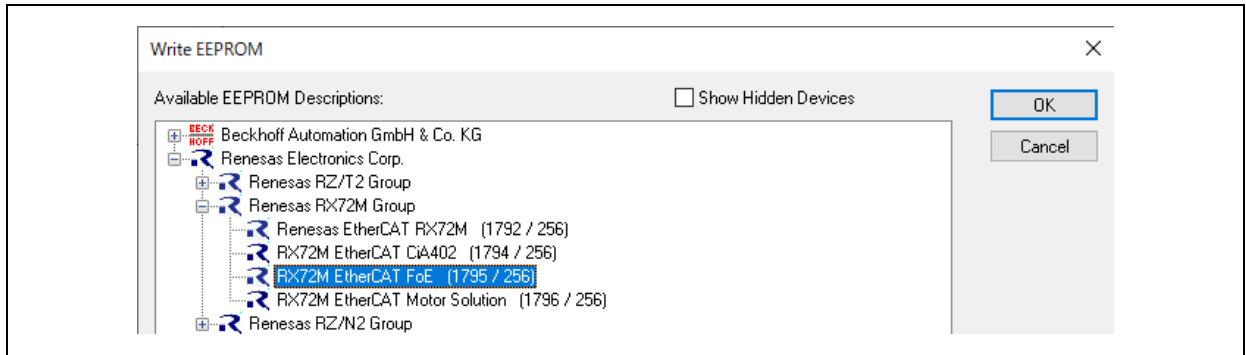 Write EEPROM
Available EEPROM Descriptions:
Show Hidden Devices
OK
BECK
HOFF
Beckhoff Automation GmbH & Co. KG
Cancel
Renesas Electronics Corp.
Renesas RZ/T2 Group
Renesas RX72M Group
Renesas EtherCAT RX72M (1792 / 256)
RX72M EtherCAT CiA402 (1794 / 256)
RX72M EtherCAT FoE (1795 / 256)
RX72M EtherCAT Motor Solution (1796 / 256)
Renesas RZ/N2 Group